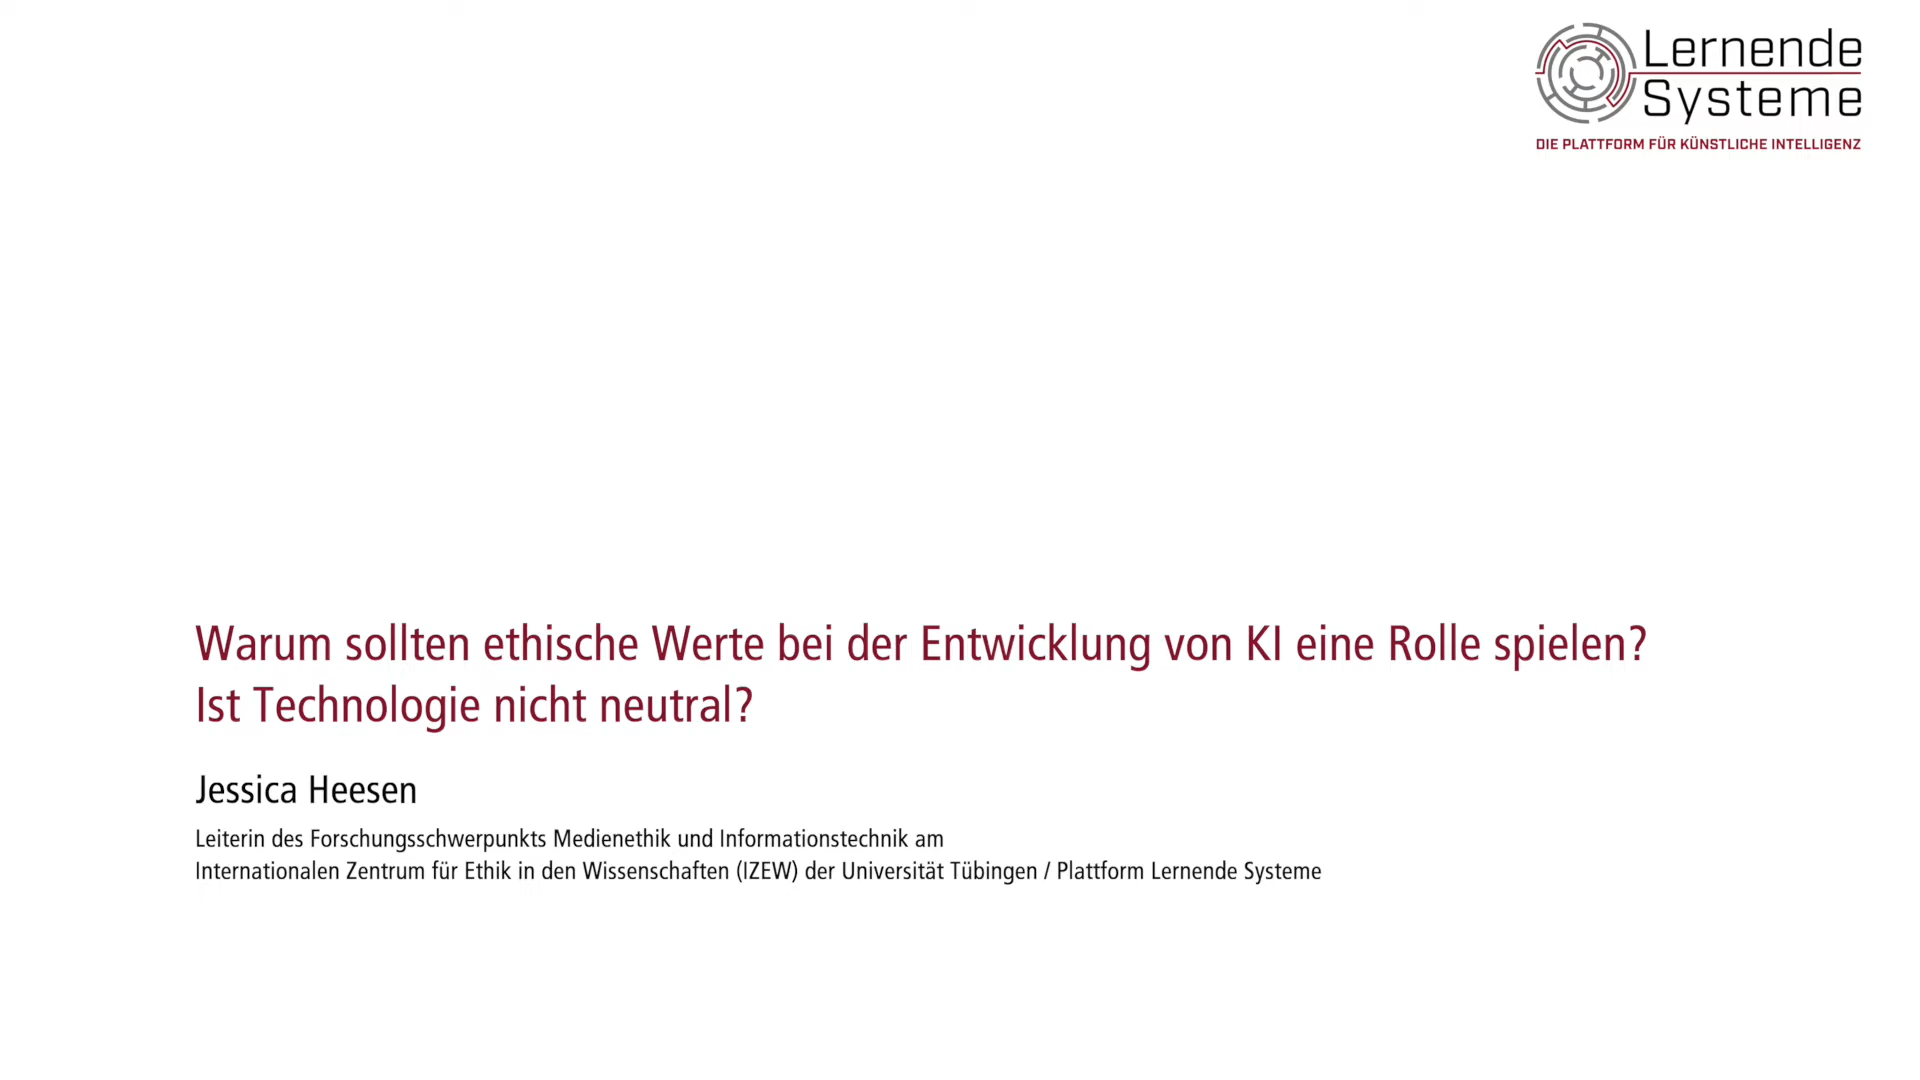 Lernende
Systeme
DIE PLATTFORM FÜR KÜNSTLICHE INTELLIGENZ
Warum sollten ethische Werte bei der Entwicklung von KI eine Rolle spielen?
Ist Technologie nicht neutral?
Jessica Heesen
Leiterin des Forschungsschwerpunkts Medienethik und Informationstechnik am
Internationalen Zentrum für Ethik in den Wissenschaften (IZEW) der Universität Tübingen / Plattform Lernende Systeme